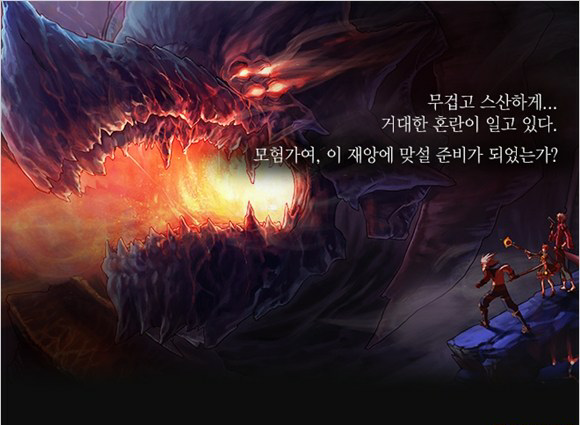 무겁고 스산하게...
거대한 혼란이 일고 있다.
모험가여, 이 재앙에 맞설 준비가 되었는가?